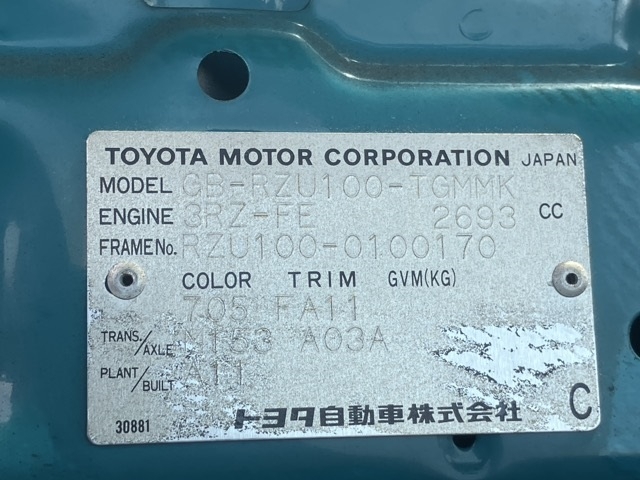 TOYOTA MOTOR CORPORATION JAPAN
MODEL GB-RZU100-TGMMK
ENGINE 3RZ-FE 2693 CC
FRAME No. RZU100-0100170
COLOR TRIM GVM(KG)
705 FA11
TRANS./AXLE W153 A03A
PLANT/BUILT A11
30881 トヨタ自動車株式会社 C